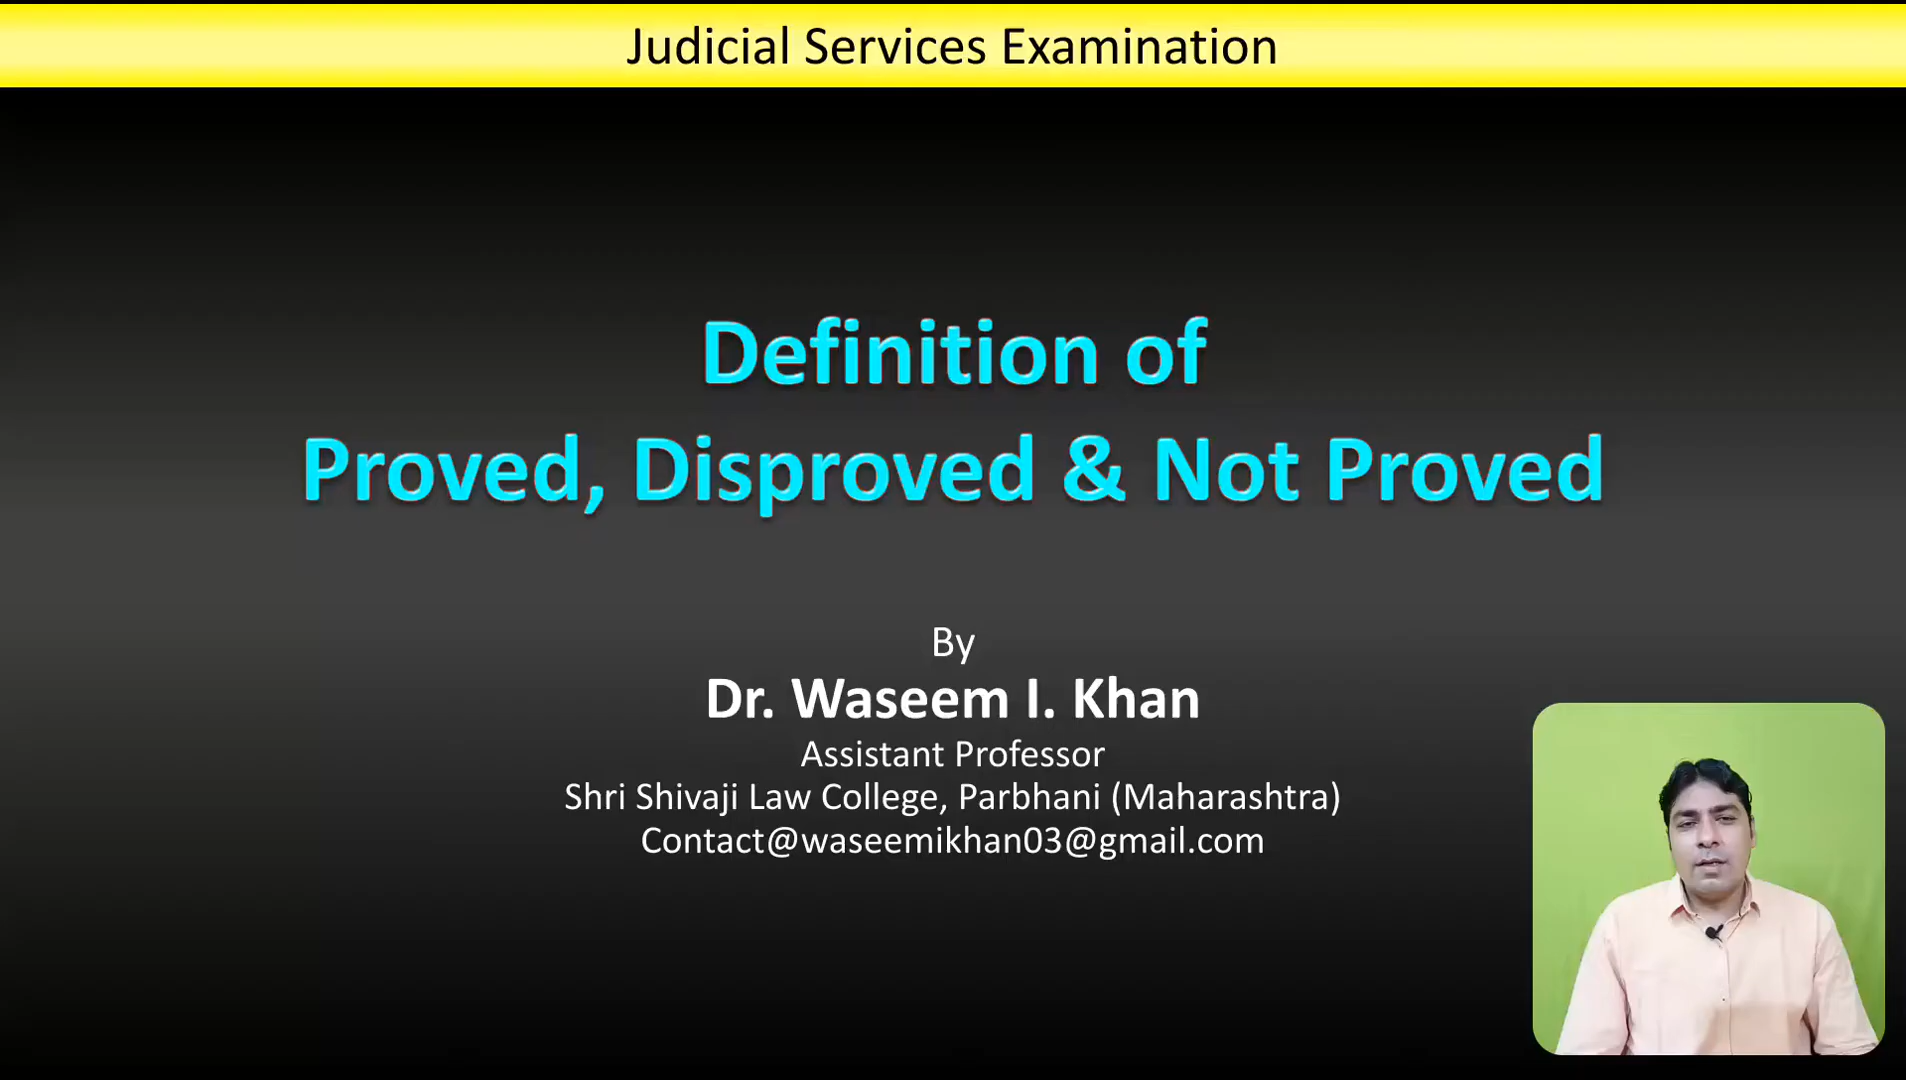 Judicial Services Examination
Definition of
Proved, Disproved & Not Proved
By
Dr. Waseem I. Khan
Assistant Professor
Shri Shivaji Law College, Parbhani (Maharashtra)
Contact@waseemikhan03@gmail.com